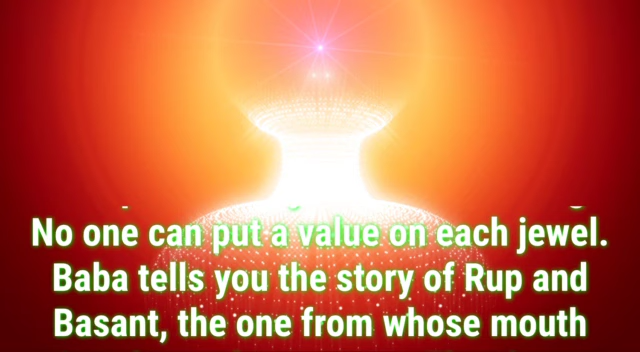 No one can put a value on each jewel.
Baba tells you the story of Rup and
Basant, the one from whose mouth